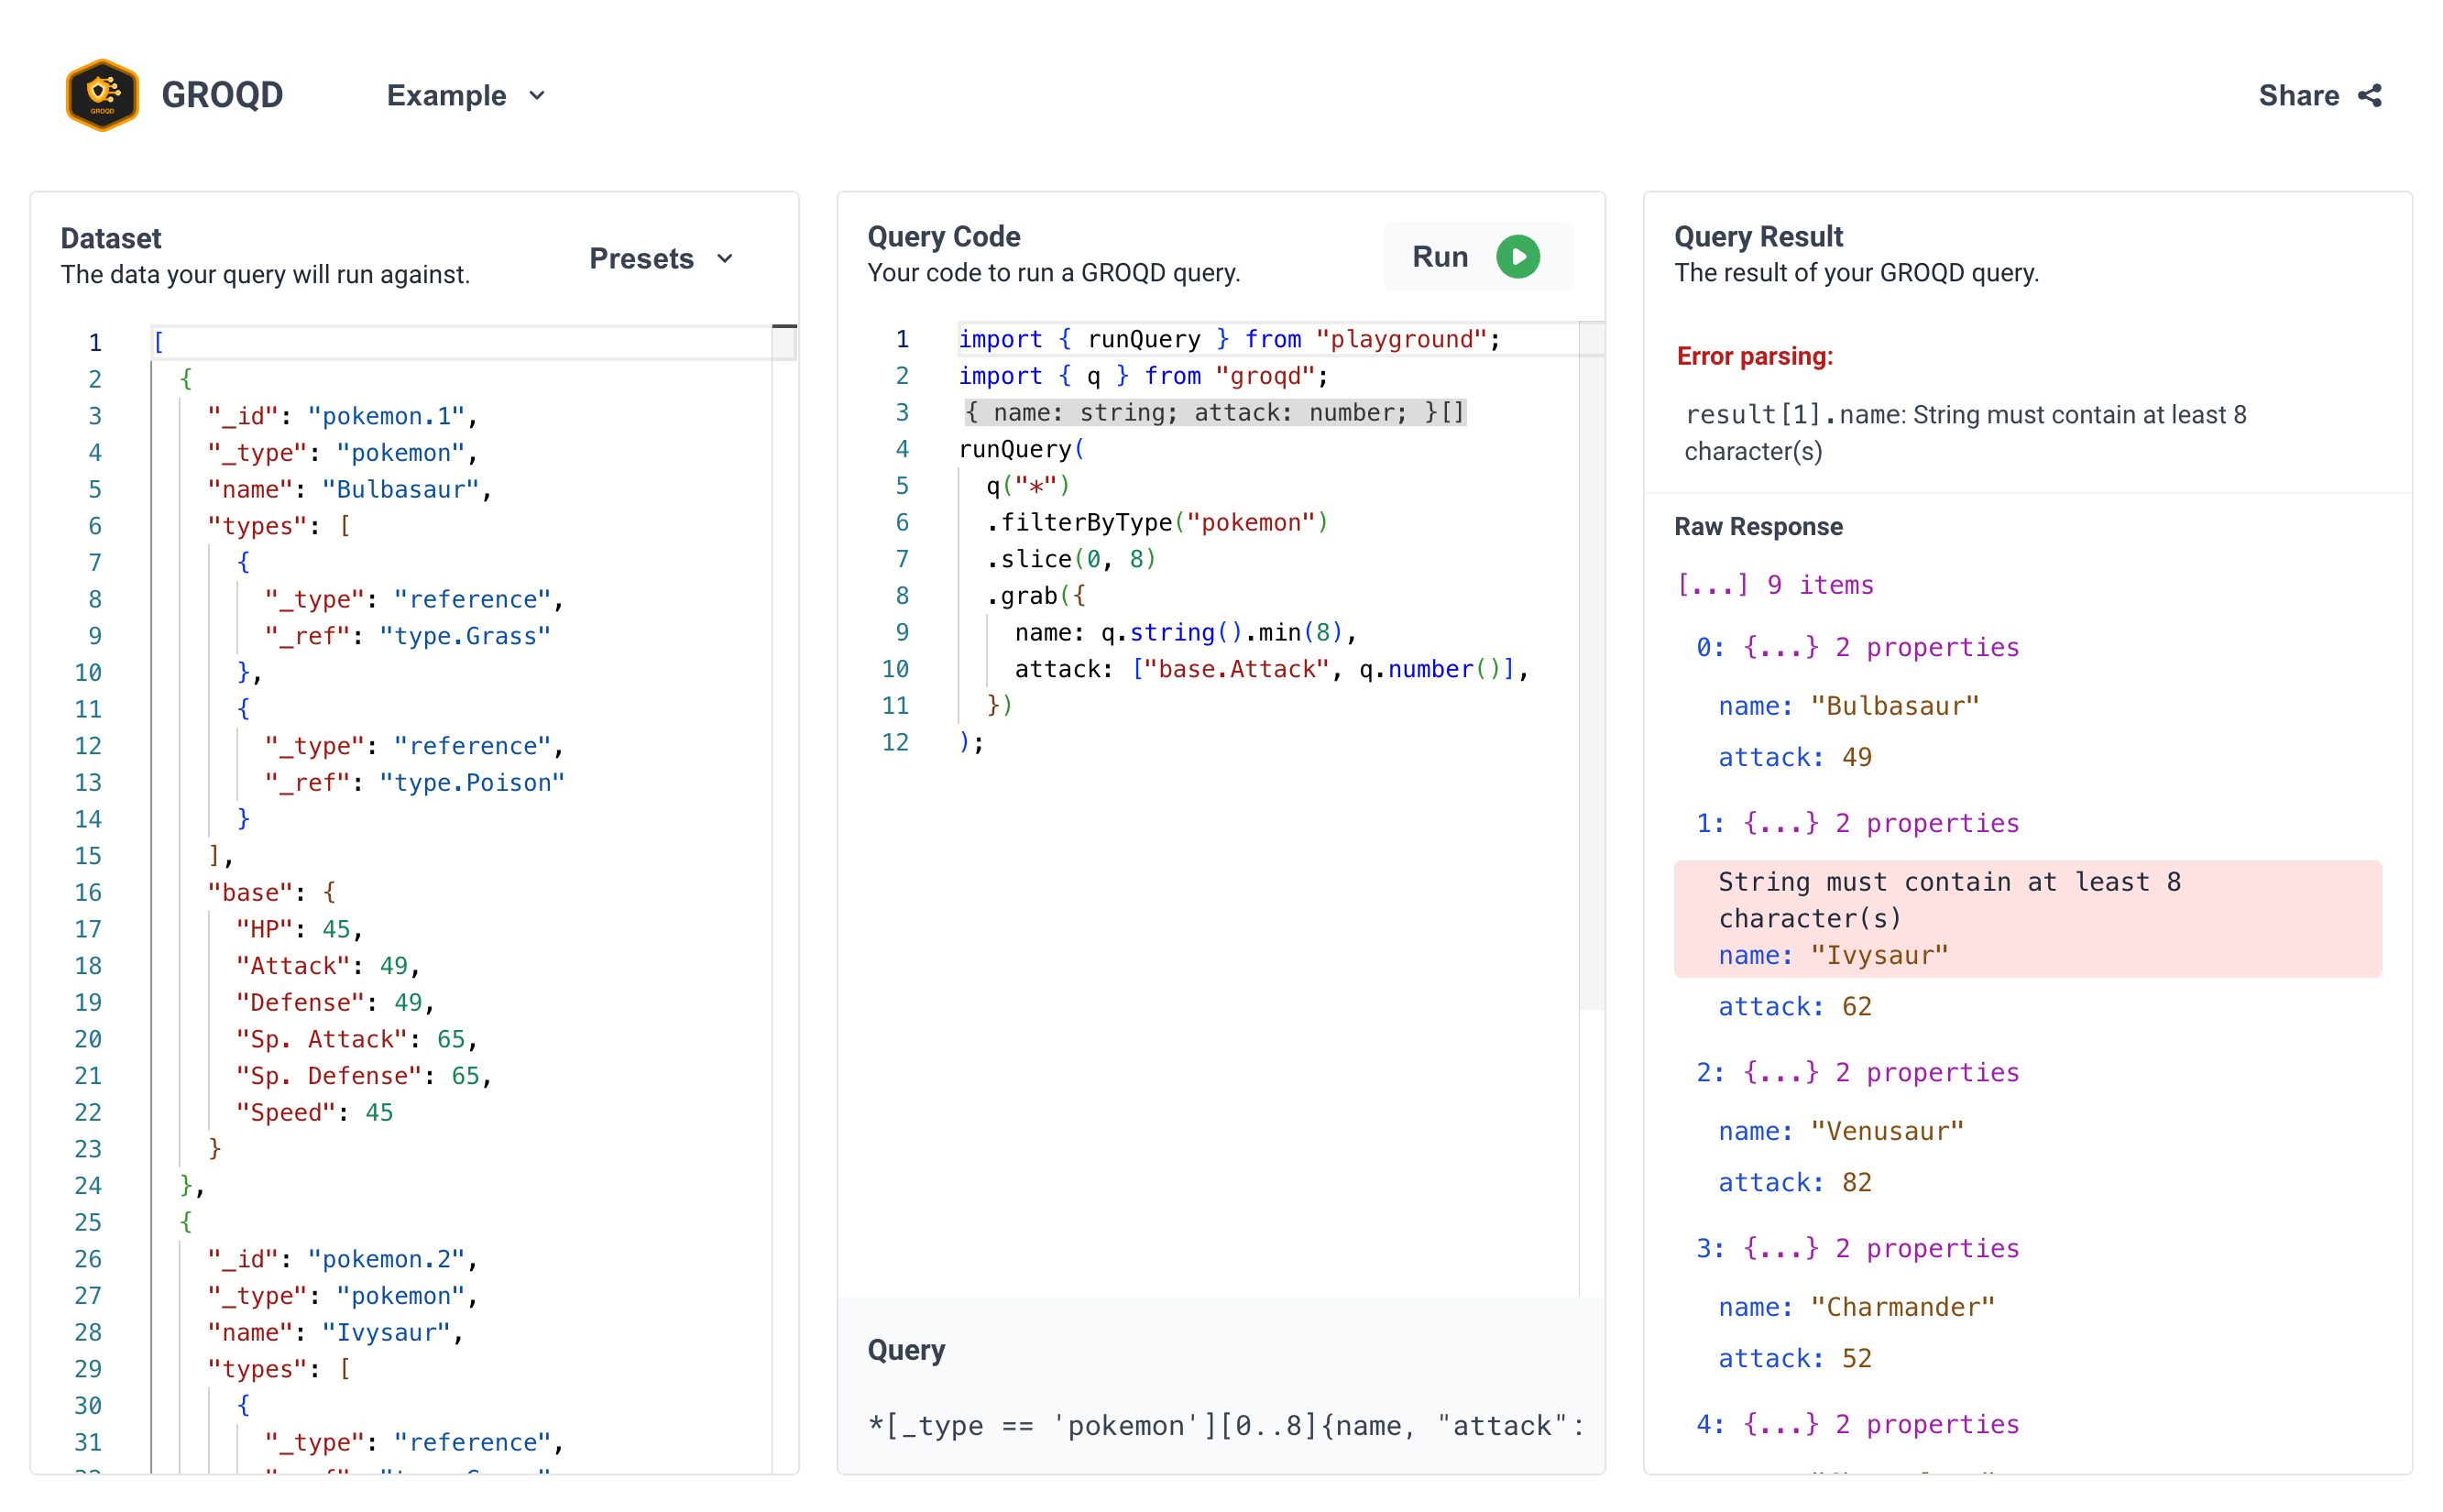 GROQD
GROQD
Example
Share
Dataset
The data your query will run against.
Presets
1 [
2 {
3 "_id": "pokemon.1",
4 "_type": "pokemon",
5 "name": "Bulbasaur",
6 "types": [
7 {
8 "_type": "reference",
9 "_ref": "type.Grass"
10 },
11 {
12 "_type": "reference",
13 "_ref": "type.Poison"
14 }
15 ],
16 "base": {
17 "HP": 45,
18 "Attack": 49,
19 "Defense": 49,
20 "Sp. Attack": 65,
21 "Sp. Defense": 65,
22 "Speed": 45
23 }
24 },
25 {
26 "_id": "pokemon.2",
27 "_type": "pokemon",
28 "name": "Ivysaur",
29 "types": [
30 {
31 "_type": "reference",
Query Code
Your code to run a GROQD query.
Run
1 import { runQuery } from "playground";
2 import { q } from "groqd";
3 { name: string; attack: number; }[]
4 runQuery(
5 q("*")
6 .filterByType("pokemon")
7 .slice(0, 8)
8 .grab({
9 name: q.string().min(8),
10 attack: ["base.Attack", q.number()],
11 })
12 );
Query
*[_type == 'pokemon'][0..8]{name, "attack":
Query Result
The result of your GROQD query.
Error parsing:
result[1].name: String must contain at least 8
character(s)
Raw Response
[...] 9 items
0: {...} 2 properties
name: "Bulbasaur"
attack: 49
1: {...} 2 properties
String must contain at least 8
character(s)
name: "Ivysaur"
attack: 62
2: {...} 2 properties
name: "Venusaur"
attack: 82
3: {...} 2 properties
name: "Charmander"
attack: 52
4: {...} 2 properties